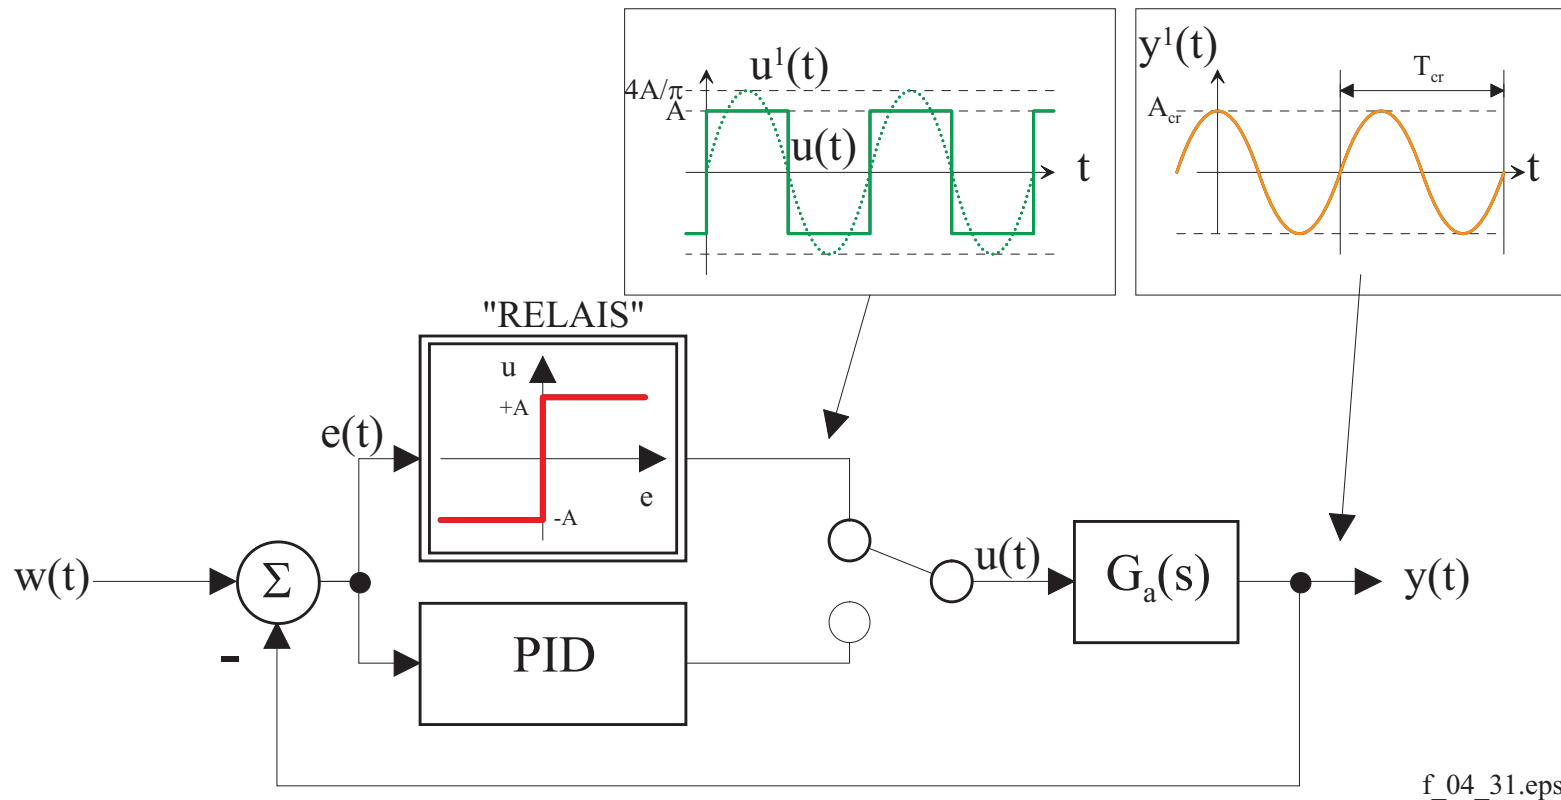 u¹(t)
4A/π
A
u(t)
t
y¹(t)
T_cr
A_cr
t
"RELAIS"
u
+A
e
-A
e(t)
w(t)
Σ
-
PID
u(t)
G_a(s)
y(t)
f_04_31.eps